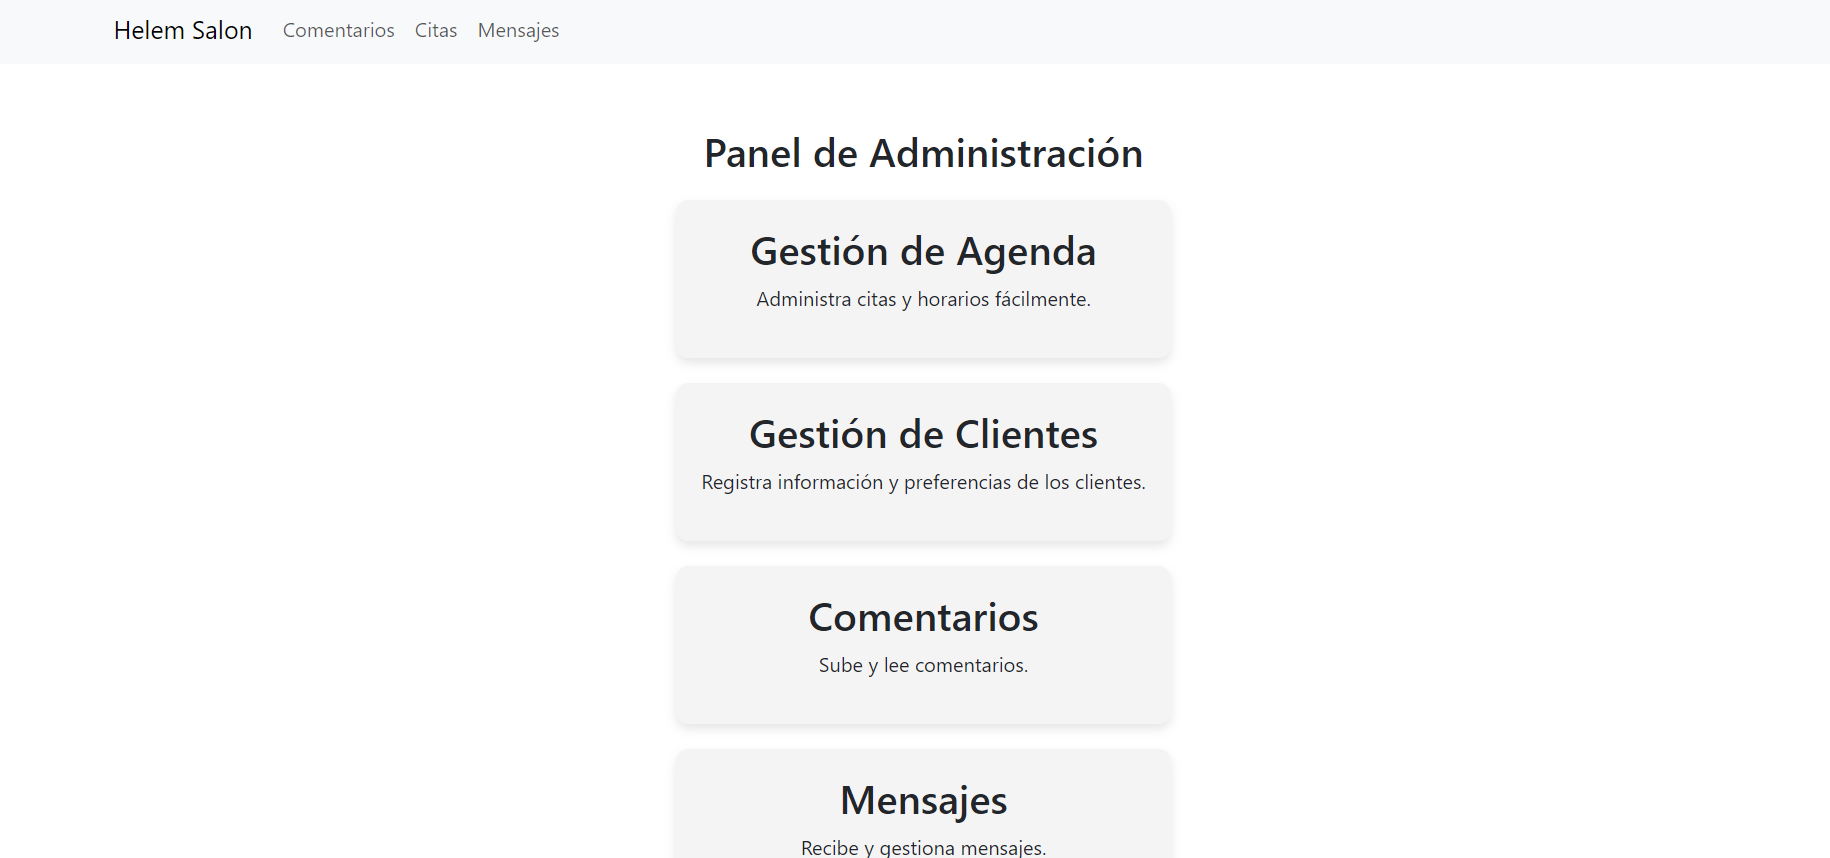 Helem Salon Comentarios Citas Mensajes
Panel de Administración
Gestión de Agenda
Administra citas y horarios fácilmente.
Gestión de Clientes
Registra información y preferencias de los clientes.
Comentarios
Sube y lee comentarios.
Mensajes
Recibe y gestiona mensajes.